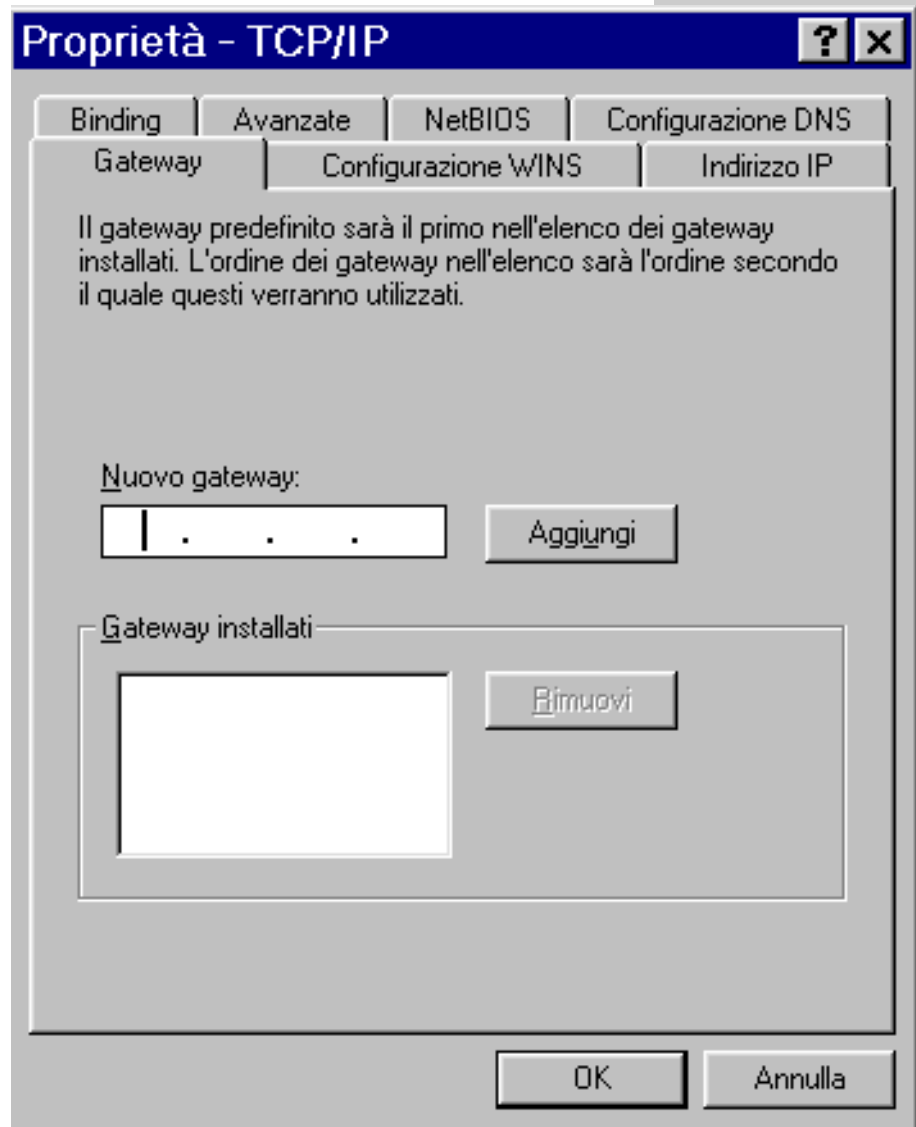 Proprietà - TCP/IP
Binding Avanzate NetBIOS Configurazione DNS
Gateway Configurazione WINS Indirizzo IP
Il gateway predefinito sarà il primo nell'elenco dei gateway
installati. L'ordine dei gateway nell'elenco sarà l'ordine secondo
il quale questi verranno utilizzati.
Nuovo gateway:
. . .
Aggiungi
Gateway installati
Rimuovi
OK Annulla